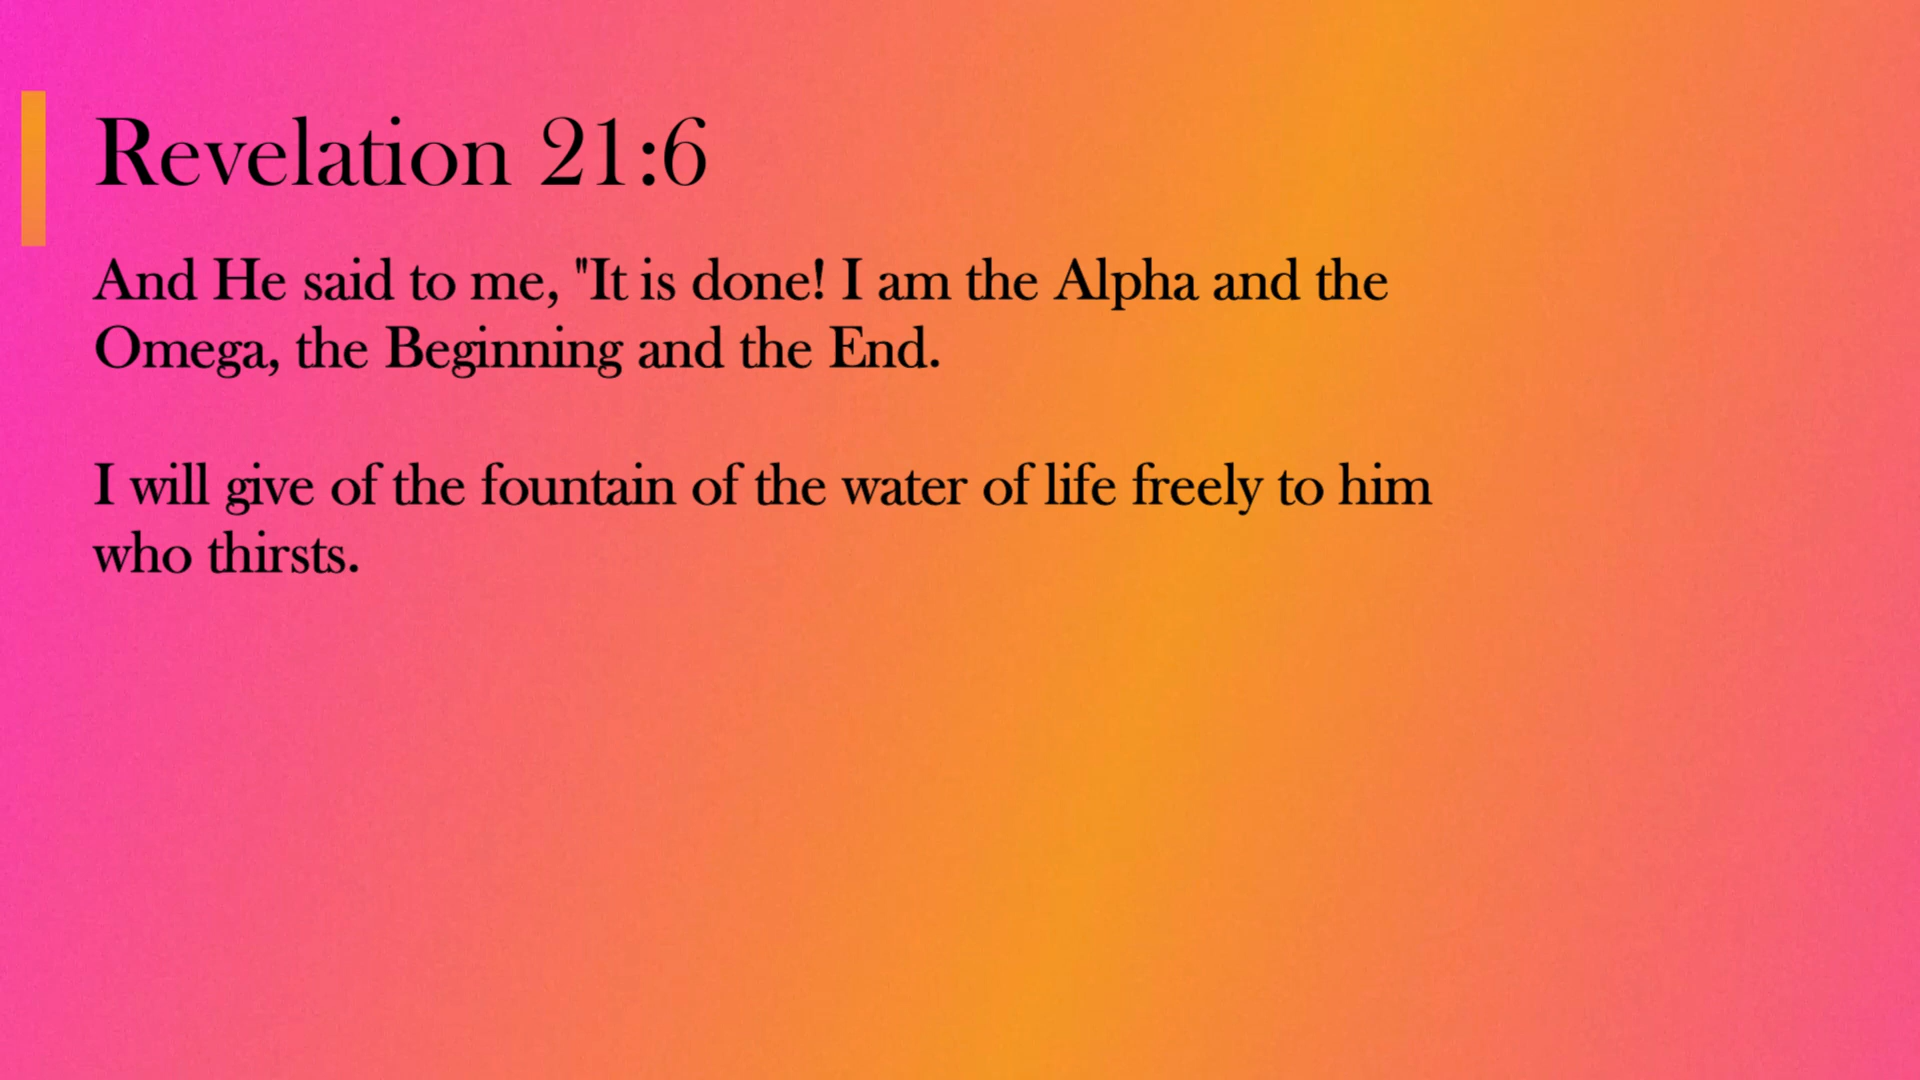 Revelation 21:6
And He said to me, "It is done! I am the Alpha and the
Omega, the Beginning and the End.
I will give of the fountain of the water of life freely to him
who thirsts.